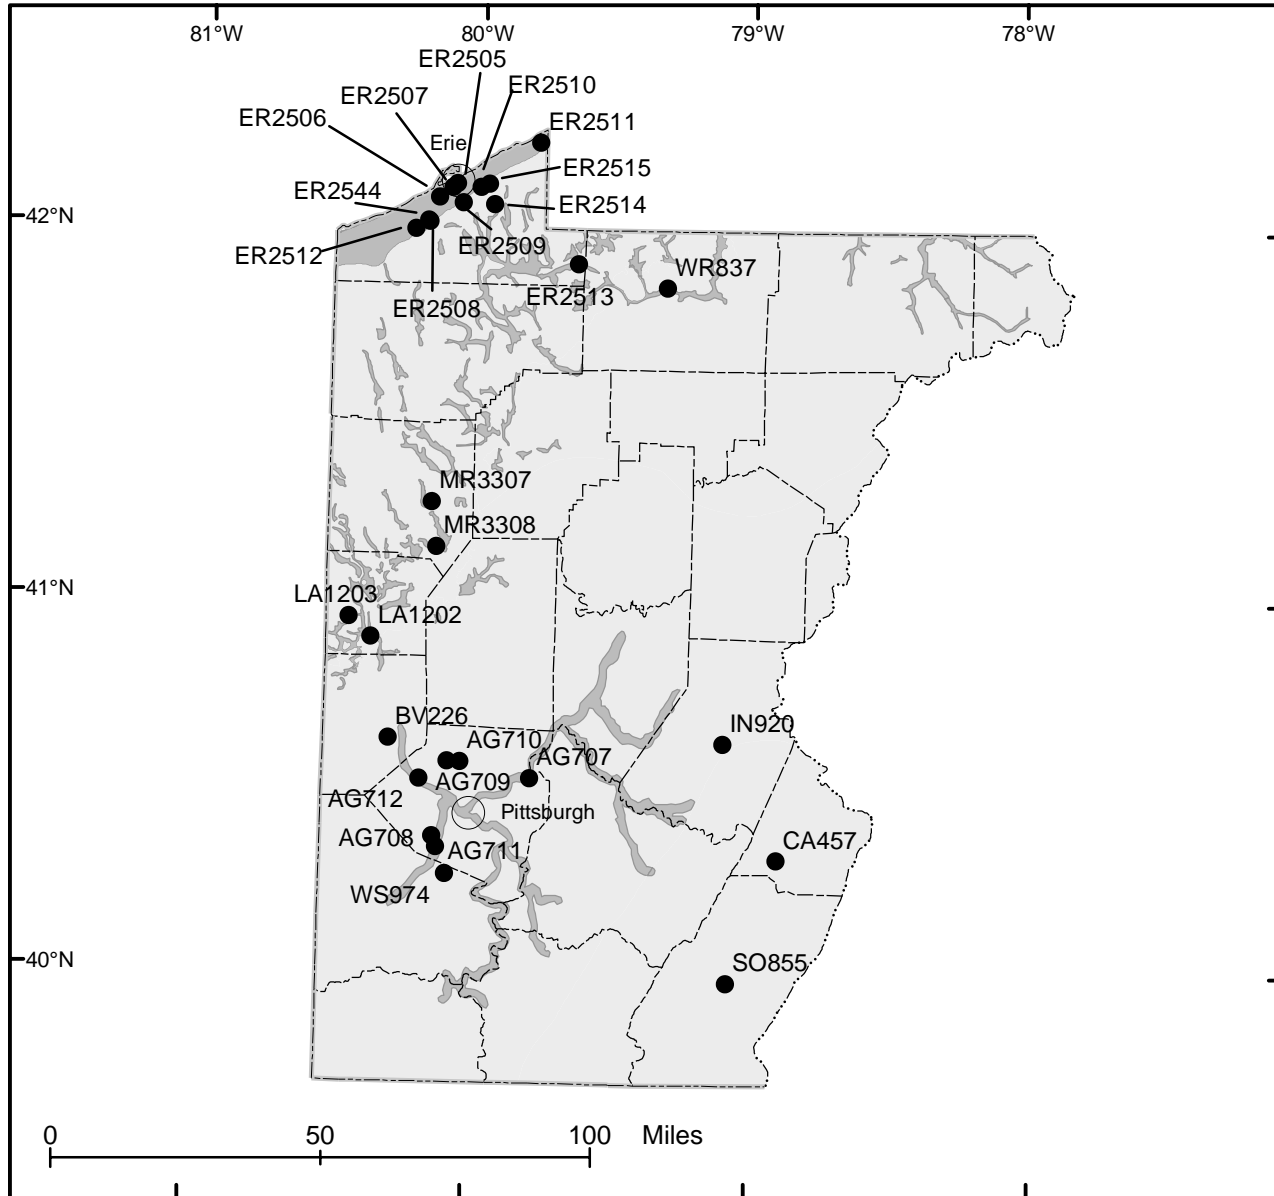 81°W 80°W 79°W 78°W
ER2505
ER2510
ER2507
ER2506
ER2511
Erie
ER2515
ER2544
ER2514
42°N
ER2509
ER2512
WR837
ER2513
ER2508
MR3307
MR3308
41°N
LA1203
LA1202
BV226
IN920
AG710
AG707
AG709
AG712
Pittsburgh
AG708
CA457
AG711
WS974
40°N
SO855
0 50 100 Miles